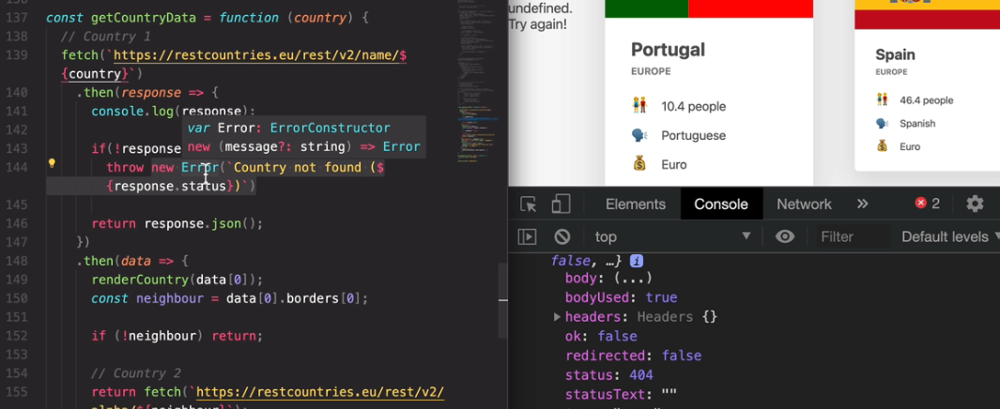 137 const getCountryData = function (country) {
138 // Country 1
139 fetch(`https://restcountries.eu/rest/v2/name/$
{country}`)
140 .then(response => {
141 console.log(response);
142 var Error: ErrorConstructor
143 if(!response new (message?: string) => Error
144 throw new Error(`Country not found ($
{response.status})`)
145
146 return response.json();
147 })
148 .then(data => {
149 renderCountry(data[0]);
150 const neighbour = data[0].borders[0];
151
152 if (!neighbour) return;
153
154 // Country 2
155 return fetch(`https://restcountries.eu/rest/v2/
undefined.
Try again!
Portugal
EUROPE
10.4 people
Portuguese
Euro
Spain
EUROPE
46.4 people
Spanish
Euro
Elements Console Network » 2
top Filter Default levels
false, …} i
body: (...)
bodyUsed: true
headers: Headers {}
ok: false
redirected: false
status: 404
statusText: ""